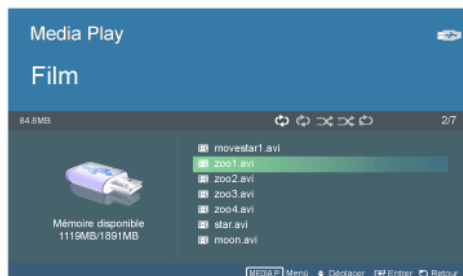 Media Play
Film
84.8MB 2/7
movestar1.avi
zoo1.avi
zoo2.avi
zoo3.avi
zoo4.avi
star.avi
moon.avi
Mémoire disponible
1119MB/1891MB
MEDIA.P Menú Déplacer Entrer Retour